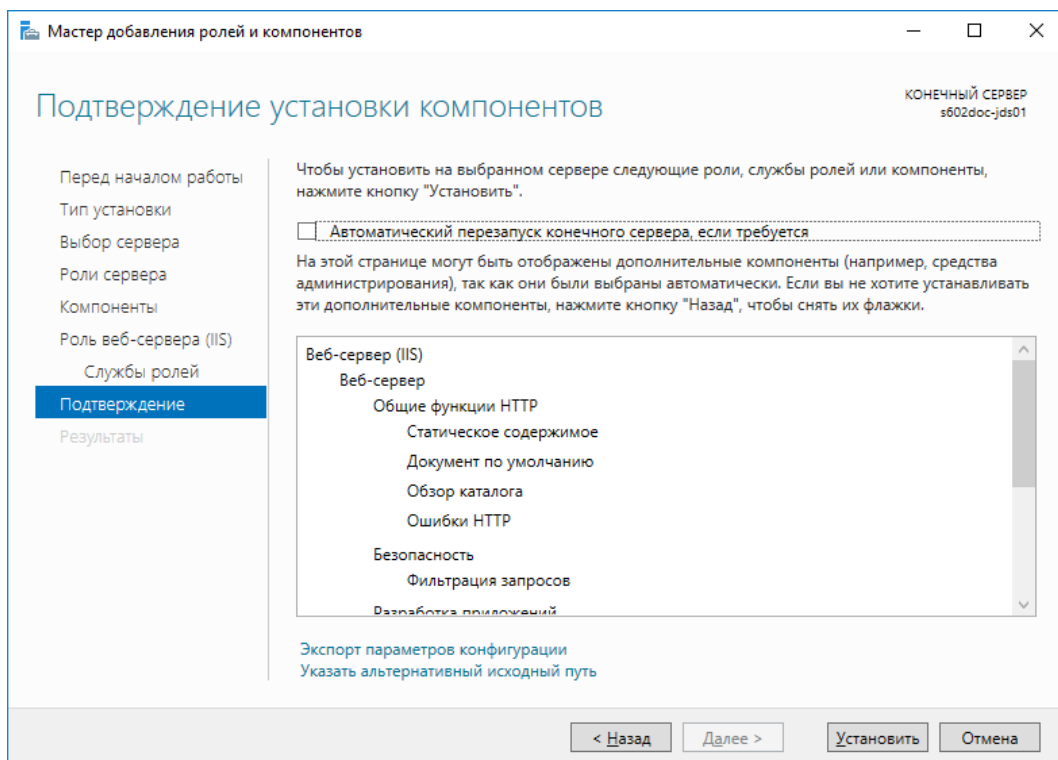 Мастер добавления ролей и компонентов
Подтверждение установки компонентов
КОНЕЧНЫЙ СЕРВЕР
s602doc-jds01
Перед началом работы
Тип установки
Выбор сервера
Роли сервера
Компоненты
Роль веб-сервера (IIS)
Службы ролей
Подтверждение
Результаты
Чтобы установить на выбранном сервере следующие роли, службы ролей или компоненты,
нажмите кнопку "Установить".
Автоматический перезапуск конечного сервера, если требуется
На этой странице могут быть отображены дополнительные компоненты (например, средства
администрирования), так как они были выбраны автоматически. Если вы не хотите устанавливать
эти дополнительные компоненты, нажмите кнопку "Назад", чтобы снять их флажки.
Веб-сервер (IIS)
Веб-сервер
Общие функции HTTP
Статическое содержимое
Документ по умолчанию
Обзор каталога
Ошибки HTTP
Безопасность
Фильтрация запросов
Разработка приложений
Экспорт параметров конфигурации
Указать альтернативный исходный путь
< Назад
Далее >
Установить
Отмена